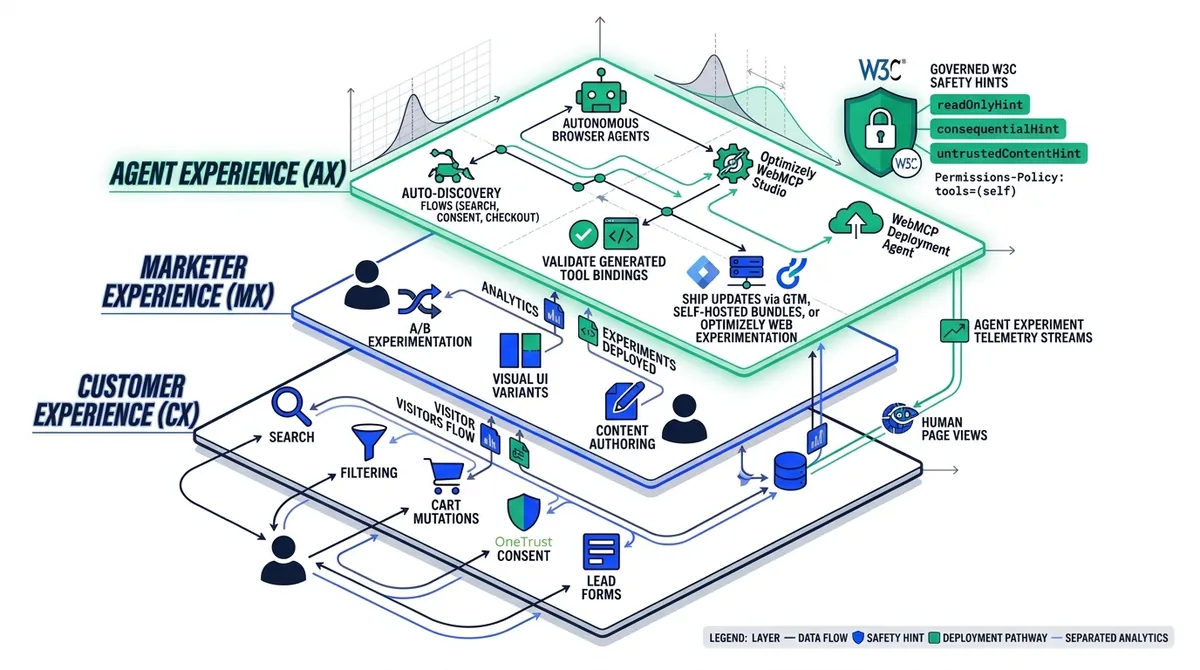 W3C®
GOVERNED W3C
SAFETY HINTS
readOnlyHint
consequentialHint
untrustedContentHint
W3C
Permissions-Policy:
tools=(self)
AGENT EXPERIENCE (AX)
AUTONOMOUS
BROWSER AGENTS
AUTO-DISCOVERY
FLOWS (SEARCH,
CONSENT, CHECKOUT)
Optimizely
WebMCP
Studio
</>
VALIDATE GENERATED
TOOL BINDINGS
WebMCP
Deployment
Agent
SHIP UPDATES via GTM,
SELF-HOSTED BUNDLES, or
OPTIMIZELY WEB
EXPERIMENTATION
MARKETER
EXPERIENCE (MX)
A/B
EXPERIMENTATION
ANALYTICS
VISUAL UI
VARIANTS
</>
EXPERIMENTS
DEPLOYED
CONTENT
AUTHORING
AGENT EXPERIMENT
TELEMETRY STREAMS
HUMAN
PAGE VIEWS
CUSTOMER
EXPERIENCE (CX)
SEARCH
FILTERING
VISITOR
VISITORS FLOW
CART
MUTATIONS
OneTrust
CONSENT
LEAD
FORMS
LEGEND: LAYER — DATA FLOW SAFETY HINT DEPLOYMENT PATHWAY — SEPARATED ANALYTICS